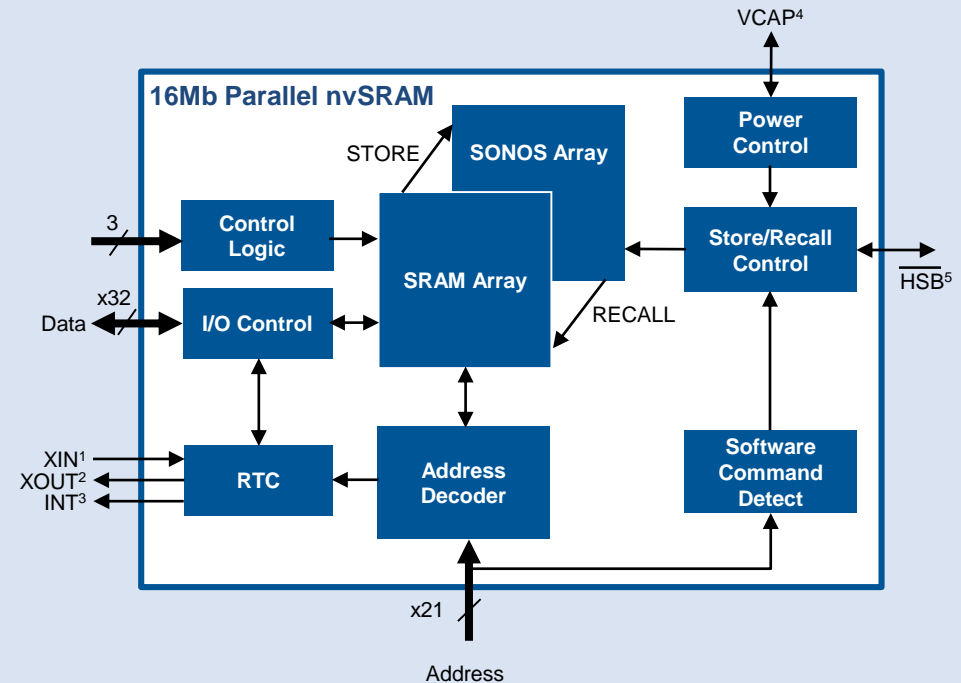 VCAP⁴
16Mb Parallel nvSRAM
Power
Control
STORE
SONOS Array
3
Control
Logic
Store/Recall
Control
HSB⁵
SRAM Array
x32
Data
I/O Control
RECALL
XIN¹
XOUT²
INT³
RTC
Address
Decoder
Software
Command
Detect
x21
Address